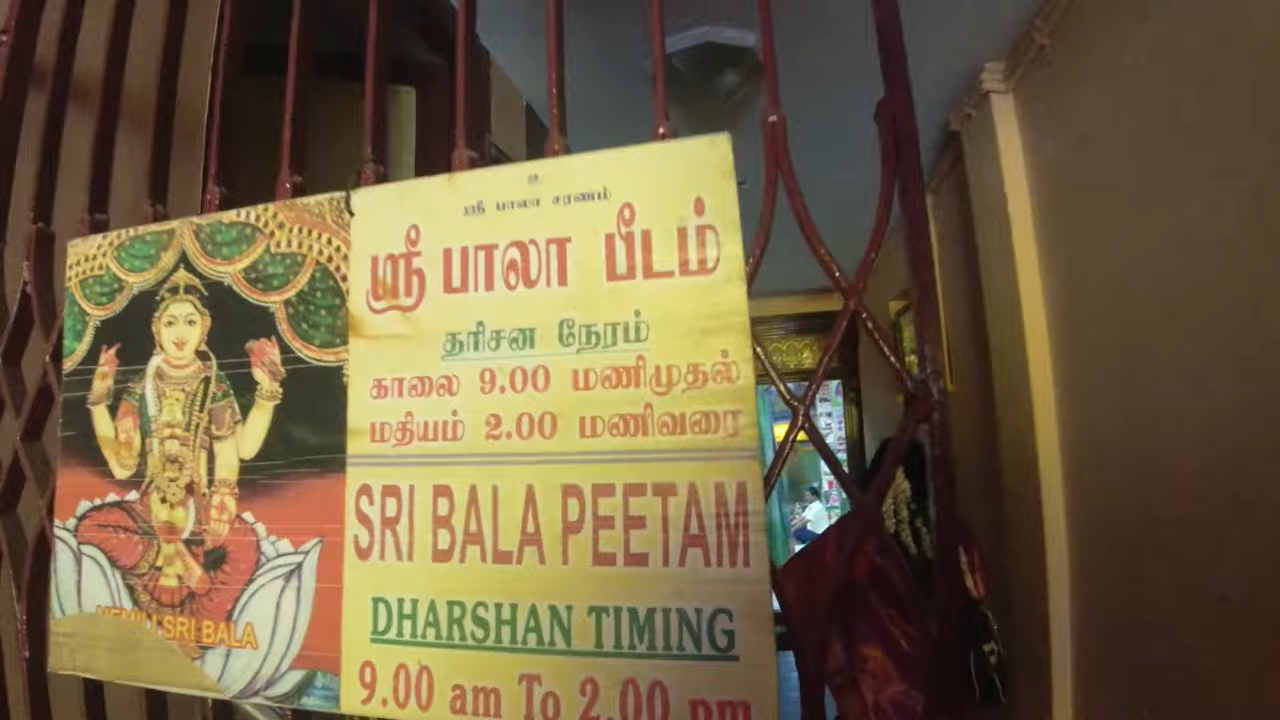 ஸ்ரீ பாலா சரணம்
ஸ்ரீ பாலா பீடம்
தரிசன நேரம்
காலை 9.00 மணிமுதல்
மதியம் 2.00 மணிவரை
SRI BALA PEETAM
DHARSHAN TIMING
9.00 am To 2.00 pm
NEMILI SRI BALA